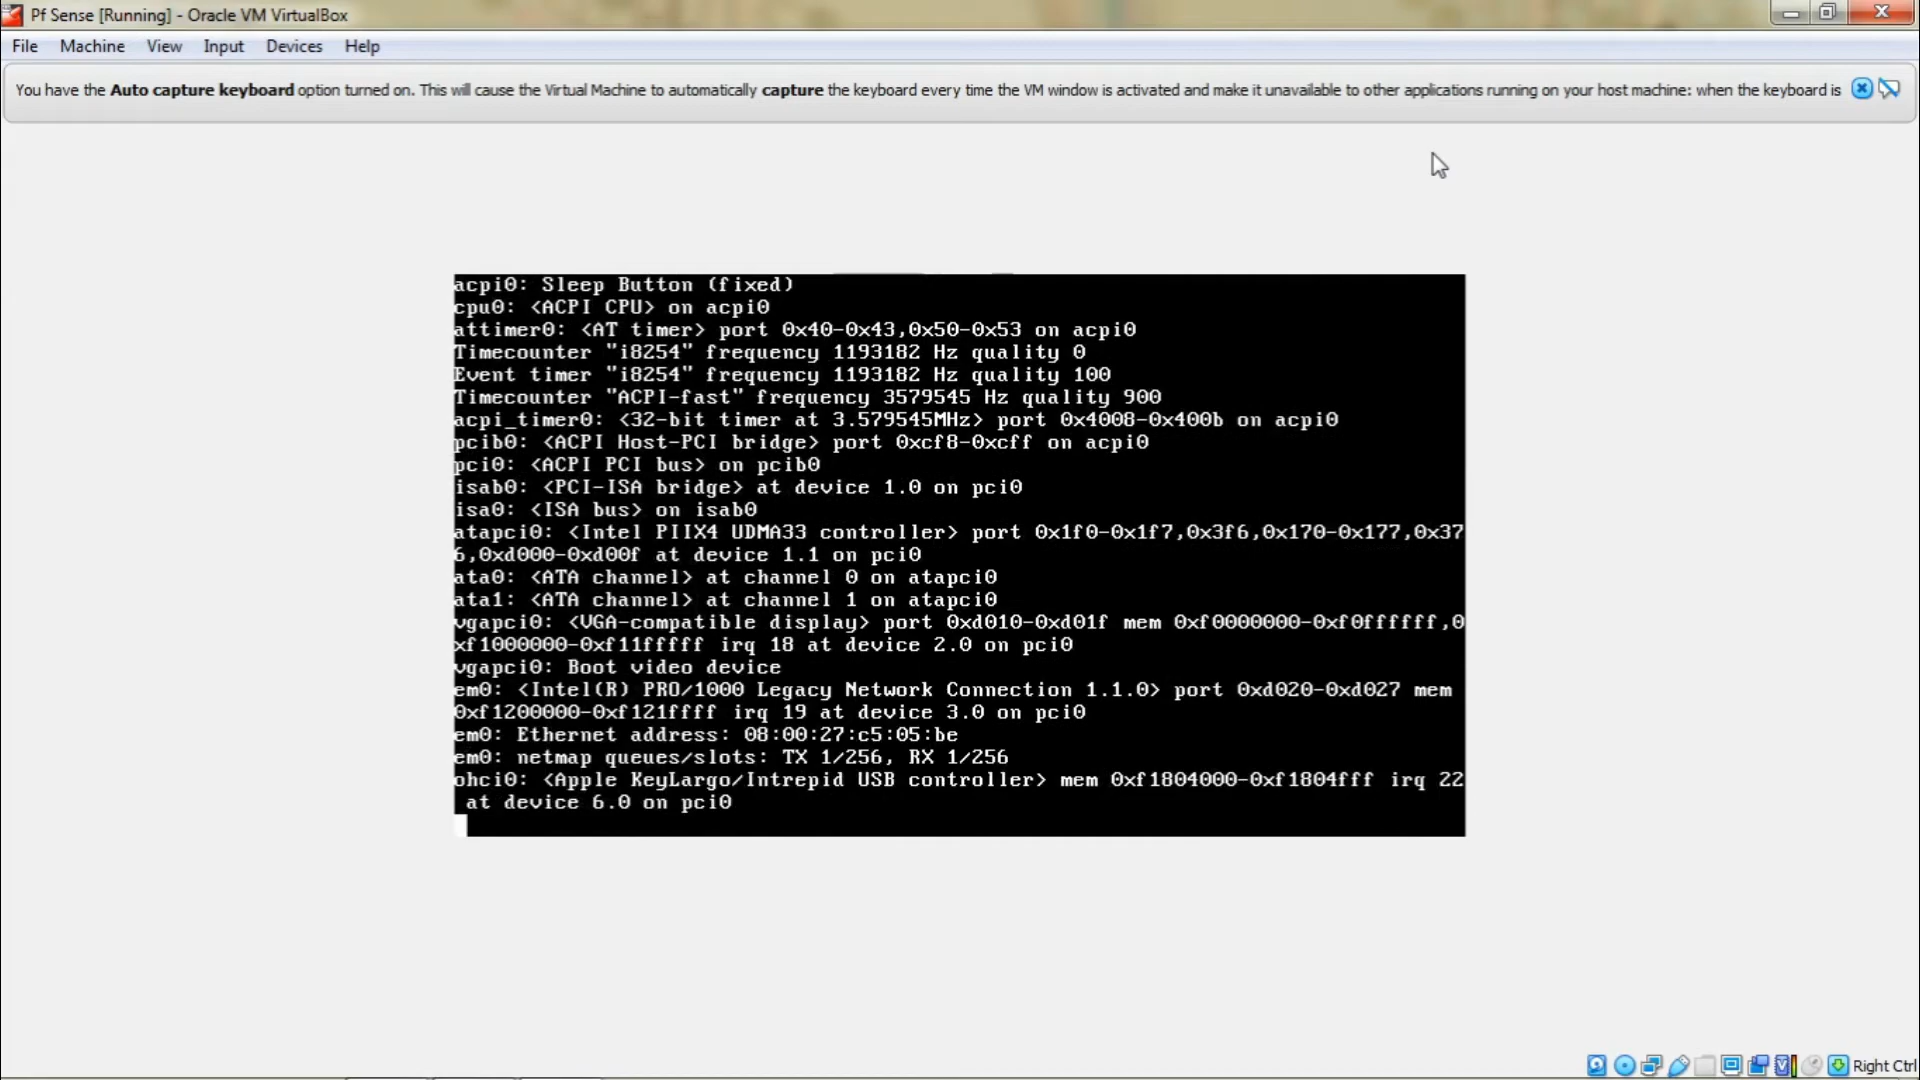 Pf Sense [Running] - Oracle VM VirtualBox
File Machine View Input Devices Help
You have the Auto capture keyboard option turned on. This will cause the Virtual Machine to automatically capture the keyboard every time the VM window is activated and make it unavailable to other applications running on your host machine: when the keyboard is
acpi0: Sleep Button (fixed)
cpu0: <ACPI CPU> on acpi0
attimer0: <AT timer> port 0x40-0x43,0x50-0x53 on acpi0
Timecounter "i8254" frequency 1193182 Hz quality 0
Event timer "i8254" frequency 1193182 Hz quality 100
Timecounter "ACPI-fast" frequency 3579545 Hz quality 900
acpi_timer0: <32-bit timer at 3.579545MHz> port 0x4008-0x400b on acpi0
pcib0: <ACPI Host-PCI bridge> port 0xcf8-0xcff on acpi0
pci0: <ACPI PCI bus> on pcib0
isab0: <PCI-ISA bridge> at device 1.0 on pci0
isa0: <ISA bus> on isab0
atapci0: <Intel PIIX4 UDMA33 controller> port 0x1f0-0x1f7,0x3f6,0x170-0x177,0x37
6,0xd000-0xd00f at device 1.1 on pci0
ata0: <ATA channel> at channel 0 on atapci0
ata1: <ATA channel> at channel 1 on atapci0
vgapci0: <VGA-compatible display> port 0xd010-0xd01f mem 0xf0000000-0xf0ffffff,0
xf1000000-0xf11fffff irq 18 at device 2.0 on pci0
vgapci0: Boot video device
em0: <Intel(R) PRO/1000 Legacy Network Connection 1.1.0> port 0xd020-0xd027 mem
0xf1200000-0xf121ffff irq 19 at device 3.0 on pci0
em0: Ethernet address: 08:00:27:c5:05:be
em0: netmap queues/slots: TX 1/256, RX 1/256
ohci0: <Apple KeyLargo/Intrepid USB controller> mem 0xf1804000-0xf1804fff irq 22
at device 6.0 on pci0
Right Ctrl